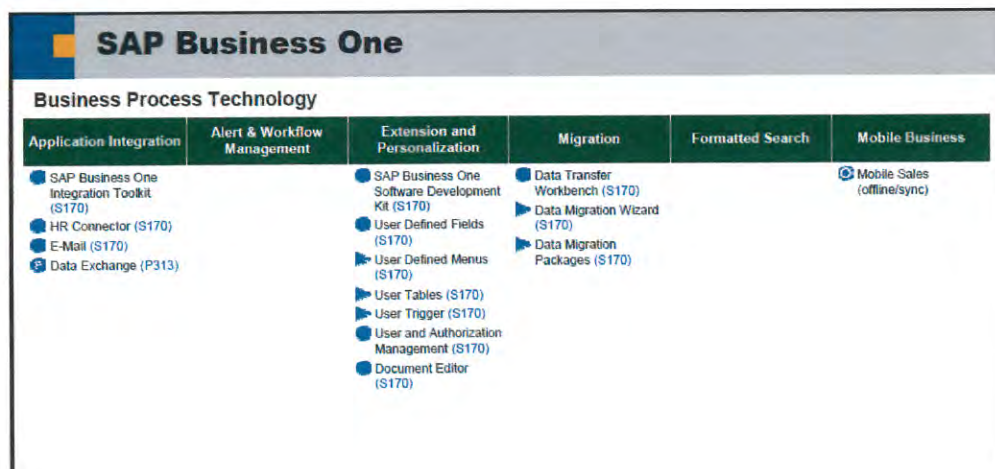 SAP Business One
Business Process Technology
Application Integration
Alert & Workflow
Management
Extension and
Personalization
Migration
Formatted Search
Mobile Business
SAP Business One
Integration Toolkit
(S170)
HR Connector (S170)
E-Mail (S170)
P Data Exchange (P313)
SAP Business One
Software Development
Kit (S170)
User Defined Fields
(S170)
User Defined Menus
(S170)
User Tables (S170)
User Trigger (S170)
User and Authorization
Management (S170)
Document Editor
(S170)
Data Transfer
Workbench (S170)
Data Migration Wizard
(S170)
Data Migration
Packages (S170)
Mobile Sales
(offline/sync)